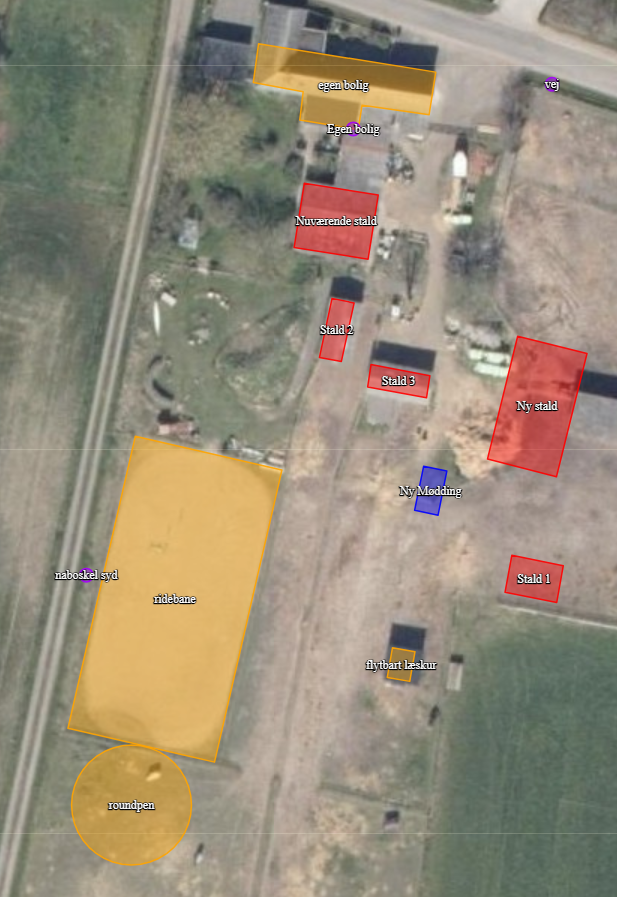 vej
egen bolig
Egen bolig
Nuværende stald
Stald 2
Stald 3
Ny stald
Ny Mødding
naboskel syd
Stald 1
ridebane
flytbart læskur
roundpen